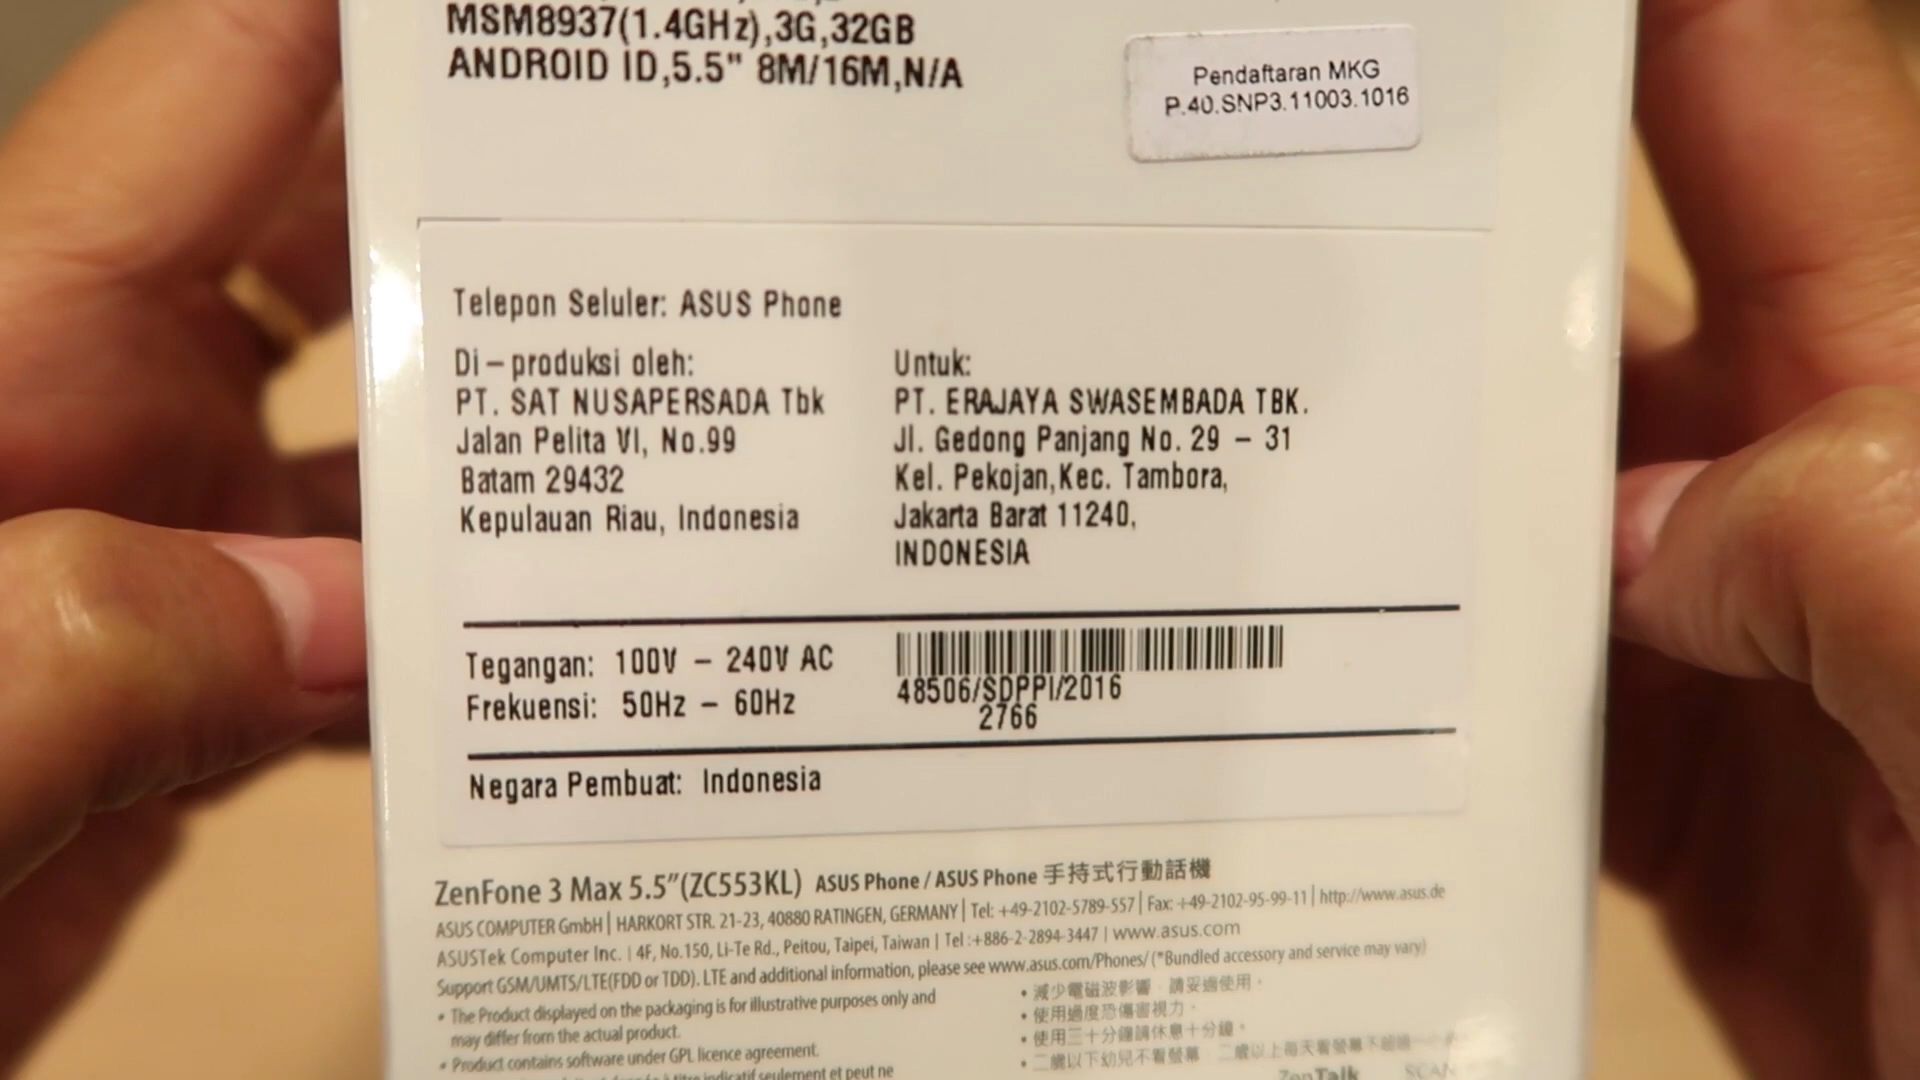 MSM8937(1.4GHz),3G,32GB
ANDROID ID,5.5" 8M/16M,N/A
Pendaftaran MKG
P.40.SNP3.11003.1016
Telepon Seluler: ASUS Phone
Di-produksi oleh:
PT. SAT NUSAPERSADA Tbk
Jalan Pelita VI, No.99
Batam 29432
Kepulauan Riau, Indonesia
Untuk:
PT. ERAJAYA SWASEMBADA TBK.
Jl. Gedong Panjang No. 29 - 31
Kel. Pekojan,Kec. Tambora,
Jakarta Barat 11240,
INDONESIA
Tegangan: 100V - 240V AC
Frekuensi: 50Hz - 60Hz
48506/SDPPI/2016
2766
Negara Pembuat: Indonesia
ZenFone 3 Max 5.5"(ZC553KL) ASUS Phone / ASUS Phone 手持式行動話機
ASUS COMPUTER GmbH | HARKORT STR. 21-23, 40880 RATINGEN, GERMANY | Tel: +49-2102-5789-557 | Fax: +49-2102-95-99-11 | http://www.asus.de
ASUSTek Computer Inc. | 4F, No.150, Li-Te Rd., Peitou, Taipei, Taiwan | Tel :+886-2-2894-3447 | www.asus.com
Support GSM/UMTS/LTE(FDD or TDD). LTE and additional information, please see www.asus.com/Phones/ (*Bundled accessory and service may vary)
• The Product displayed on the packaging is for illustrative purposes only and
may differ from the actual product.
• Product contains software under GPL licence agreement.
à titre indicatif seulement et peut ne
• 減少電磁波影響,請妥適使用。
• 使用過度恐傷害視力。
• 使用三十分鐘請休息十分鐘。
• 二歲以下幼兒不看螢幕,二歲以上每天看螢幕不超過
ZenTalk
SCAN